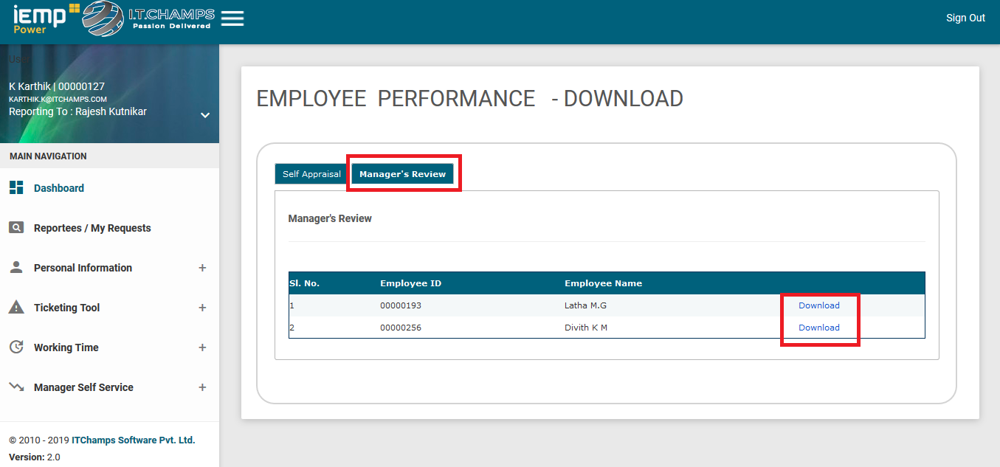 iEMP
Power
I.T.CHAMPS
Passion Delivered
Sign Out
User
K Karthik | 00000127
KARTHIK.K@ITCHAMPS.COM
Reporting To : Rajesh Kutnikar
MAIN NAVIGATION
Dashboard
Reportees / My Requests
Personal Information +
Ticketing Tool +
Working Time +
Manager Self Service +
© 2010 - 2019 ITChamps Software Pvt. Ltd.
Version: 2.0
EMPLOYEE PERFORMANCE - DOWNLOAD
Self Appraisal Manager's Review
Manager's Review
Sl. No. Employee ID Employee Name
1 00000193 Latha M.G Download
2 00000256 Divith K M Download